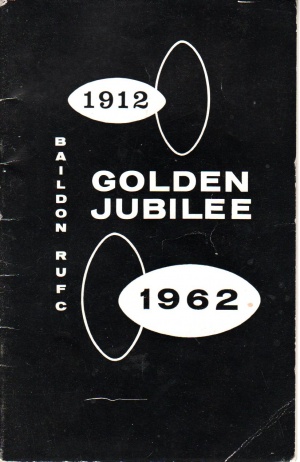 1912
BAILDON RUFC
GOLDEN
JUBILEE
1962